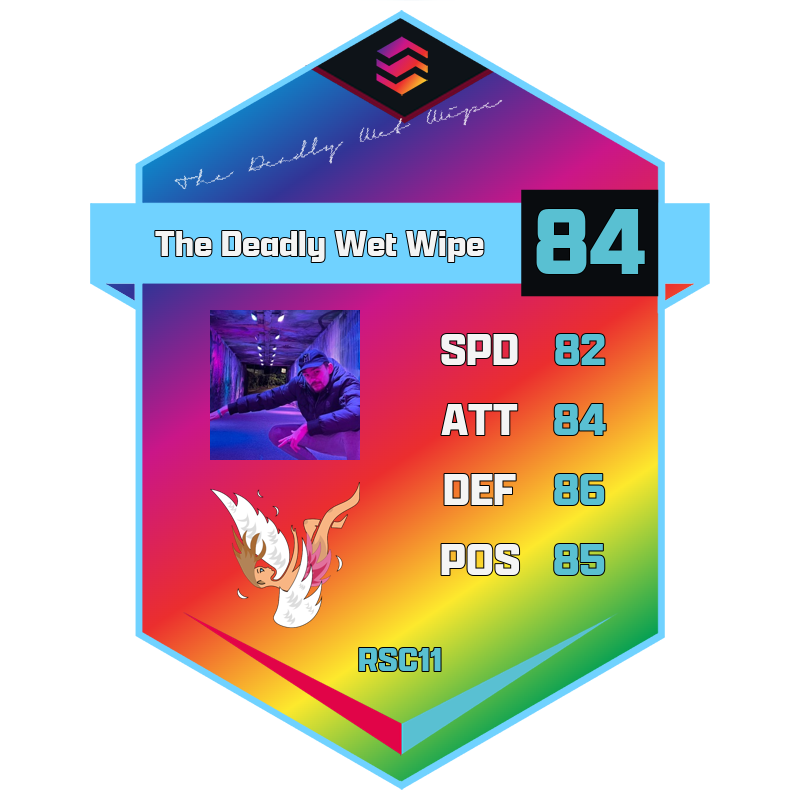 The Deadly Wet Wipe
The Deadly Wet Wipe 84
SPD 82
ATT 84
DEF 86
POS 85
RSC11